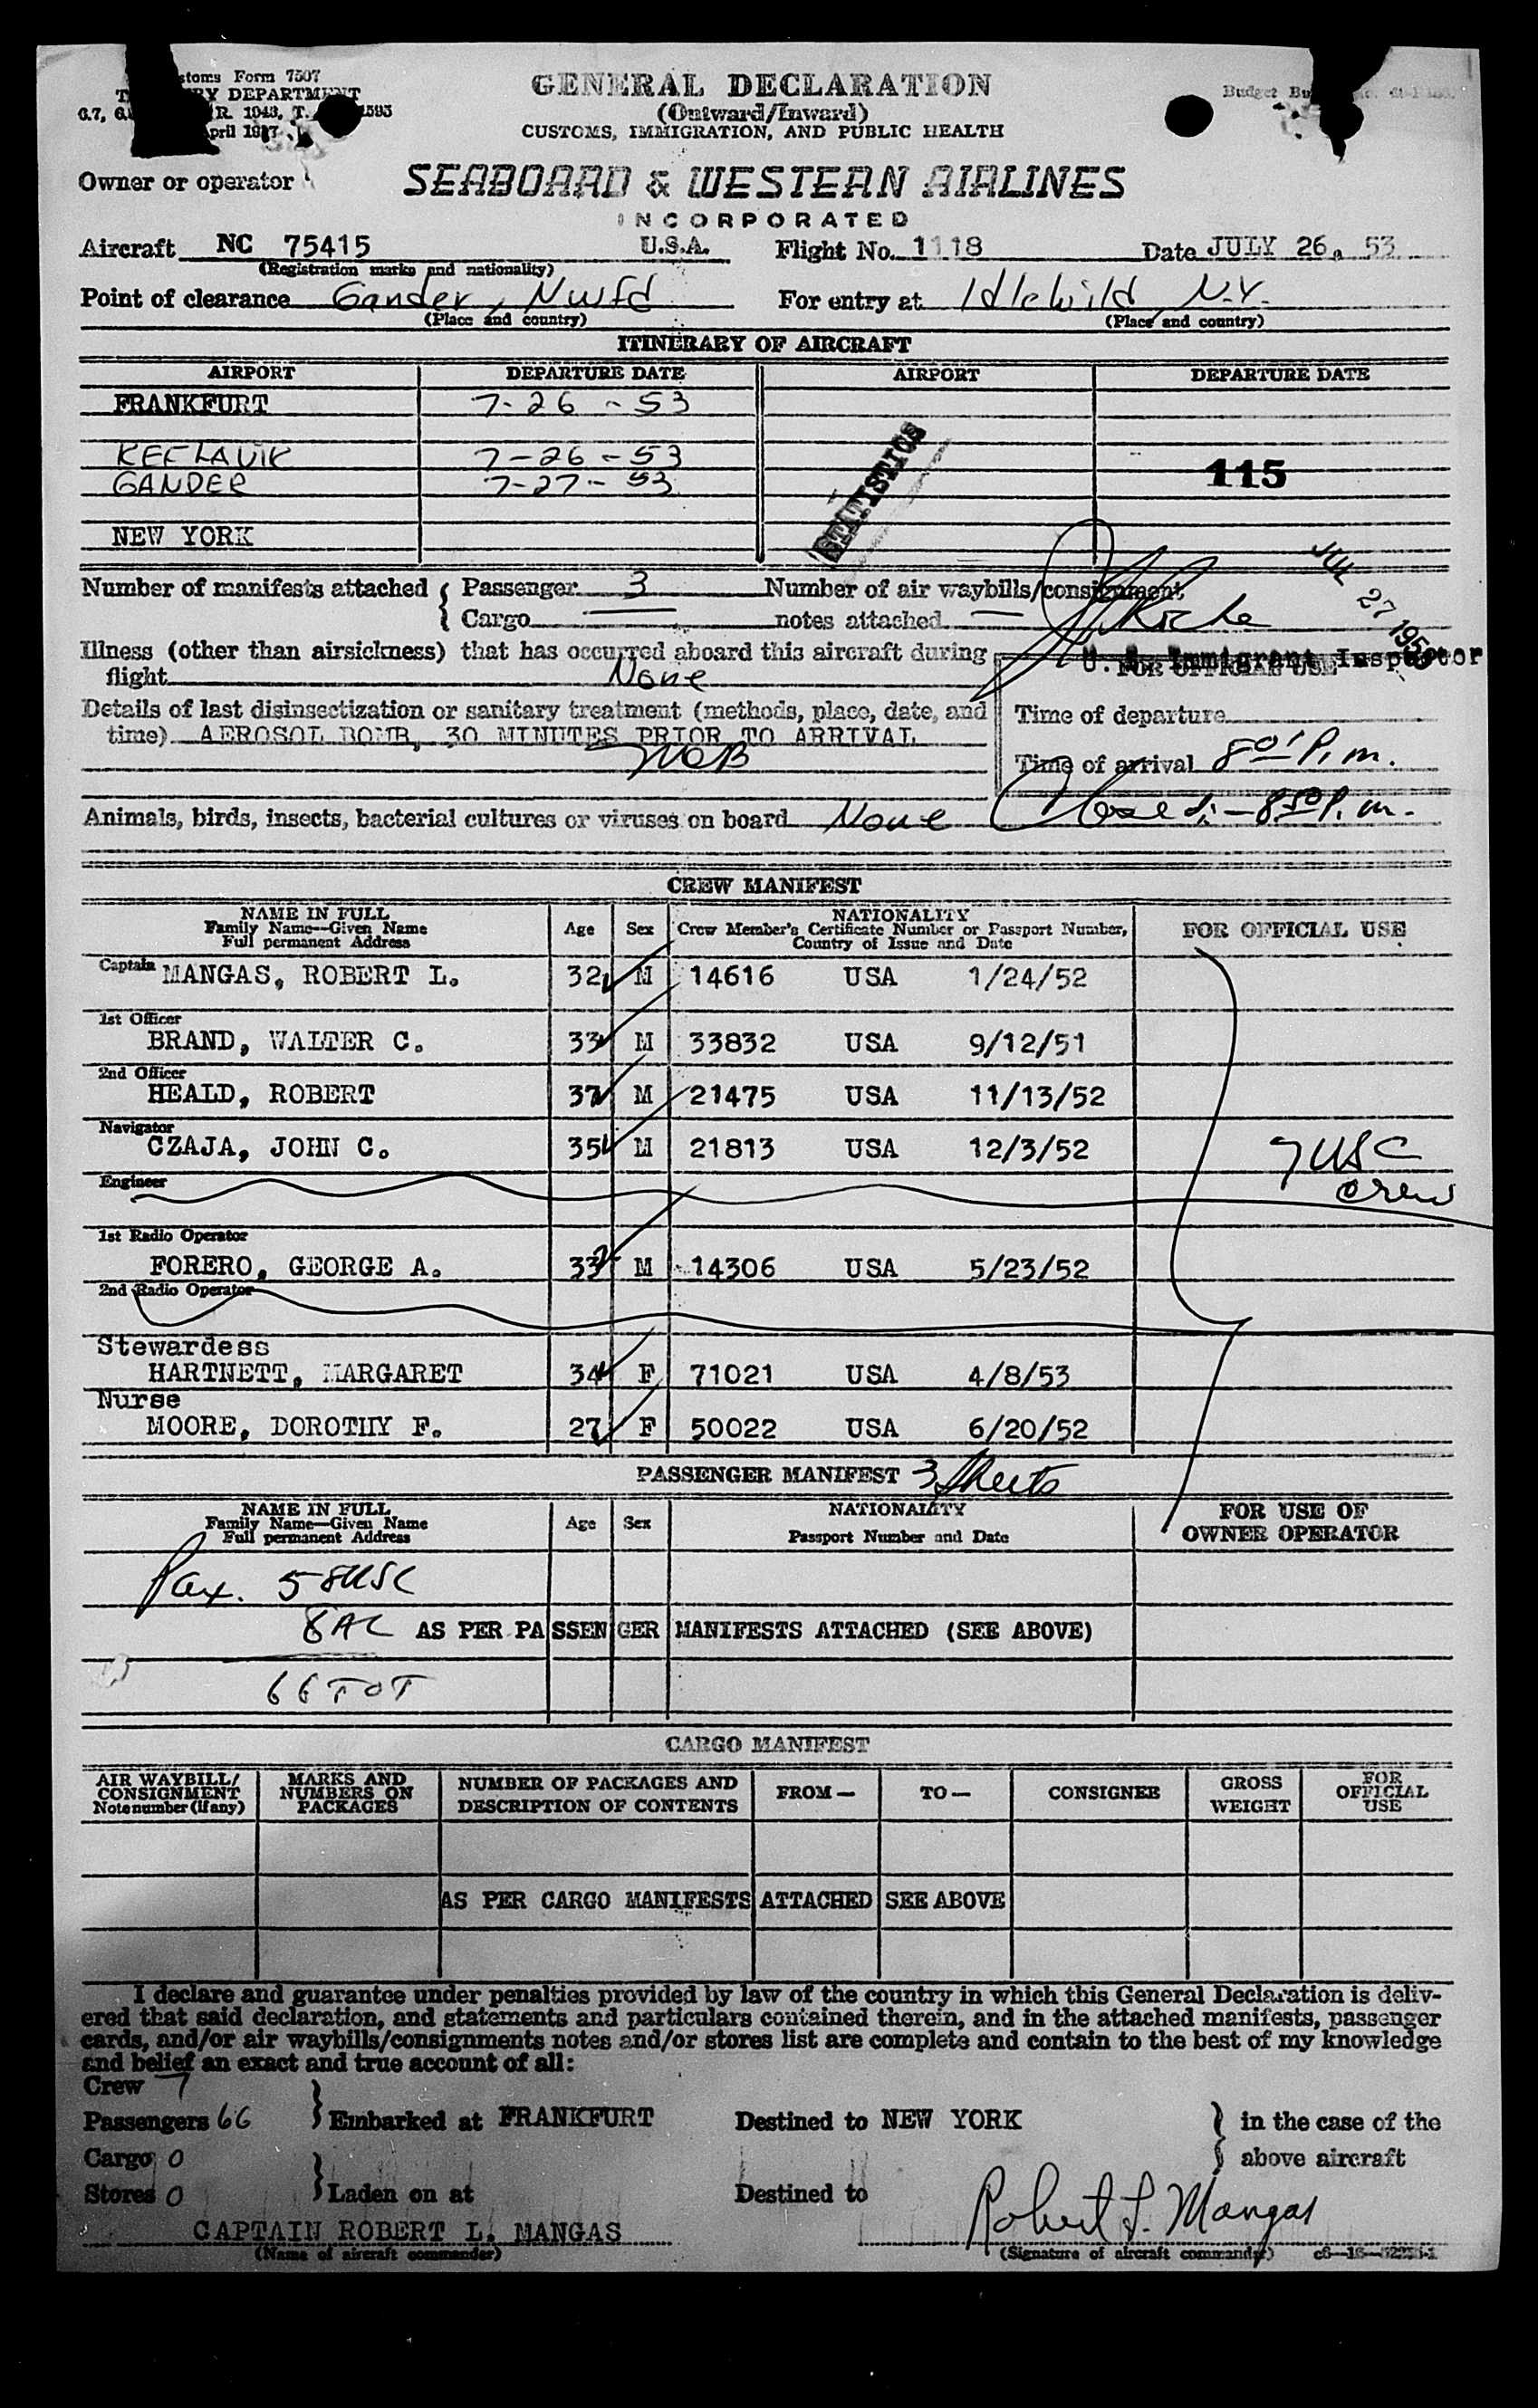 stoms Form 7507
RY DEPARTMENT
R. 1943, T.
pril 1947
GENERAL DECLARATION
(Outward/Inward)
CUSTOMS, IMMIGRATION, AND PUBLIC HEALTH
Owner or operator SEABOARD & WESTERN AIRLINES
INCORPORATED
Aircraft NC 75415 U.S.A. Flight No. 1118 Date JULY 26, 53
(Registration marks and nationality)
Point of clearance Gander, Nwfd For entry at Idlewild N.Y.
(Place and country) (Place and country)
ITINERARY OF AIRCRAFT
AIRPORT DEPARTURE DATE AIRPORT DEPARTURE DATE
FRANKFURT 7-26-53
KEFLAVIK 7-26-53
GANDER 7-27-53
STATISTICS
115
NEW YORK
JUL 27 1953
Number of manifests attached { Passenger 3 Number of air waybills/consignment
Cargo — notes attached —
Illness (other than airsickness) that has occurred aboard this aircraft during
flight None
U. S. Immigrant Inspector
FOR OFFICIAL USE
Details of last disinsectization or sanitary treatment (methods, place, date, and
time) AEROSOL BOMB, 30 MINUTES PRIOR TO ARRIVAL
WCB
Time of departure
Time of arrival 8 01 P.m.
Animals, birds, insects, bacterial cultures or viruses on board None Closed:- 8 50 P.m.
CREW MANIFEST
NAME IN FULL
Family Name—Given Name
Full permanent Address
Age Sex
NATIONALITY
Crew Member's Certificate Number or Passport Number,
Country of Issue and Date
FOR OFFICIAL USE
Captain MANGAS, ROBERT L. 32 M 14616 USA 1/24/52
1st Officer
BRAND, WALTER C. 33 M 33832 USA 9/12/51
2nd Officer
HEALD, ROBERT 37 M 21475 USA 11/13/52
Navigator
CZAJA, JOHN C. 35 M 21813 USA 12/3/52
7 USC
crew
Engineer
1st Radio Operator
FORERO, GEORGE A. 33 M 14306 USA 5/23/52
2nd Radio Operator
Stewardess
HARTNETT, MARGARET 34 F 71021 USA 4/8/53
Nurse
MOORE, DOROTHY F. 27 F 50022 USA 6/20/52
PASSENGER MANIFEST 3 Sheets
NAME IN FULL
Family Name—Given Name
Full permanent Address
Age Sex
NATIONALITY
Passport Number and Date
FOR USE OF
OWNER OPERATOR
Pax. 58 USC
8 AL AS PER PASSENGER MANIFESTS ATTACHED (SEE ABOVE)
66 TOT
CARGO MANIFEST
AIR WAYBILL/
CONSIGNMENT
Note number (if any)
MARKS AND
NUMBERS ON
PACKAGES
NUMBER OF PACKAGES AND
DESCRIPTION OF CONTENTS
FROM —
TO —
CONSIGNEE
GROSS
WEIGHT
FOR
OFFICIAL
USE
AS PER CARGO MANIFESTS ATTACHED SEE ABOVE
I declare and guarantee under penalties provided by law of the country in which this General Declaration is deliv-
ered that said declaration, and statements and particulars contained therein, and in the attached manifests, passenger
cards, and/or air waybills/consignments notes and/or stores list are complete and contain to the best of my knowledge
and belief an exact and true account of all:
Crew 7
Passengers 66 } Embarked at FRANKFURT Destined to NEW YORK } in the case of the
Cargo 0 above aircraft
Stores 0 } Laden on at Destined to
CAPTAIN ROBERT L. MANGAS Robert L. Mangas
(Name of aircraft commander) (Signature of aircraft commander)